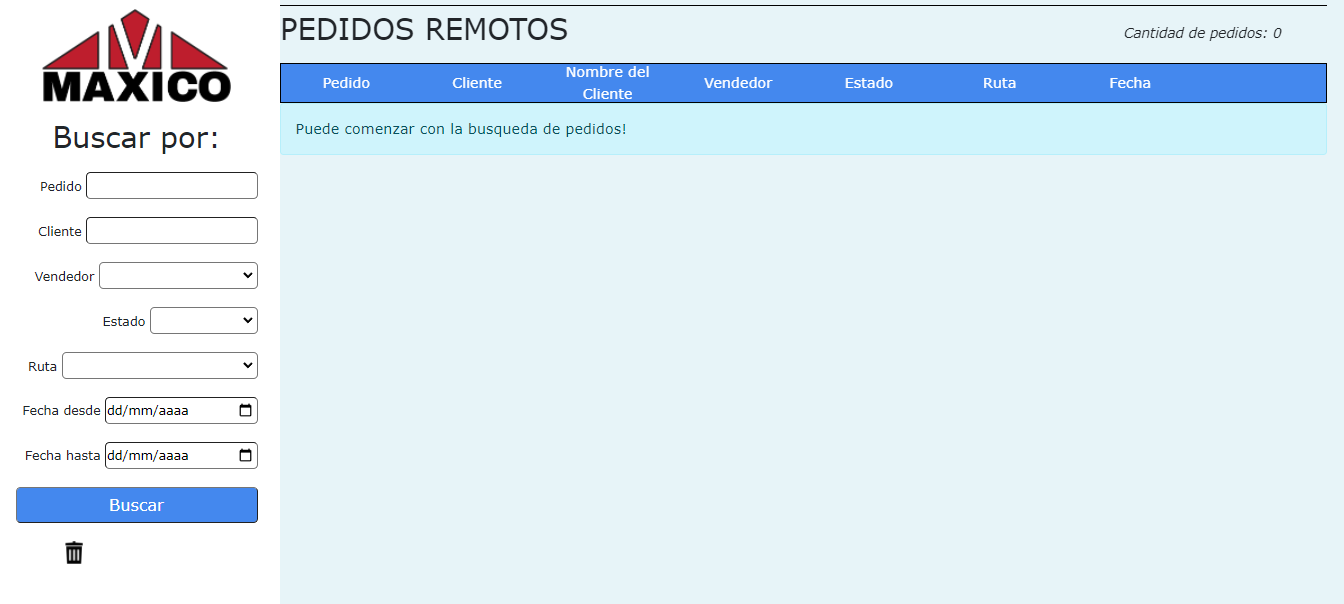 MAXICO
Buscar por:
Pedido
Cliente
Vendedor
Estado
Ruta
Fecha desde dd/mm/aaaa
Fecha hasta dd/mm/aaaa
Buscar
PEDIDOS REMOTOS
Cantidad de pedidos: 0
Pedido Cliente Nombre del Cliente Vendedor Estado Ruta Fecha
Puede comenzar con la busqueda de pedidos!